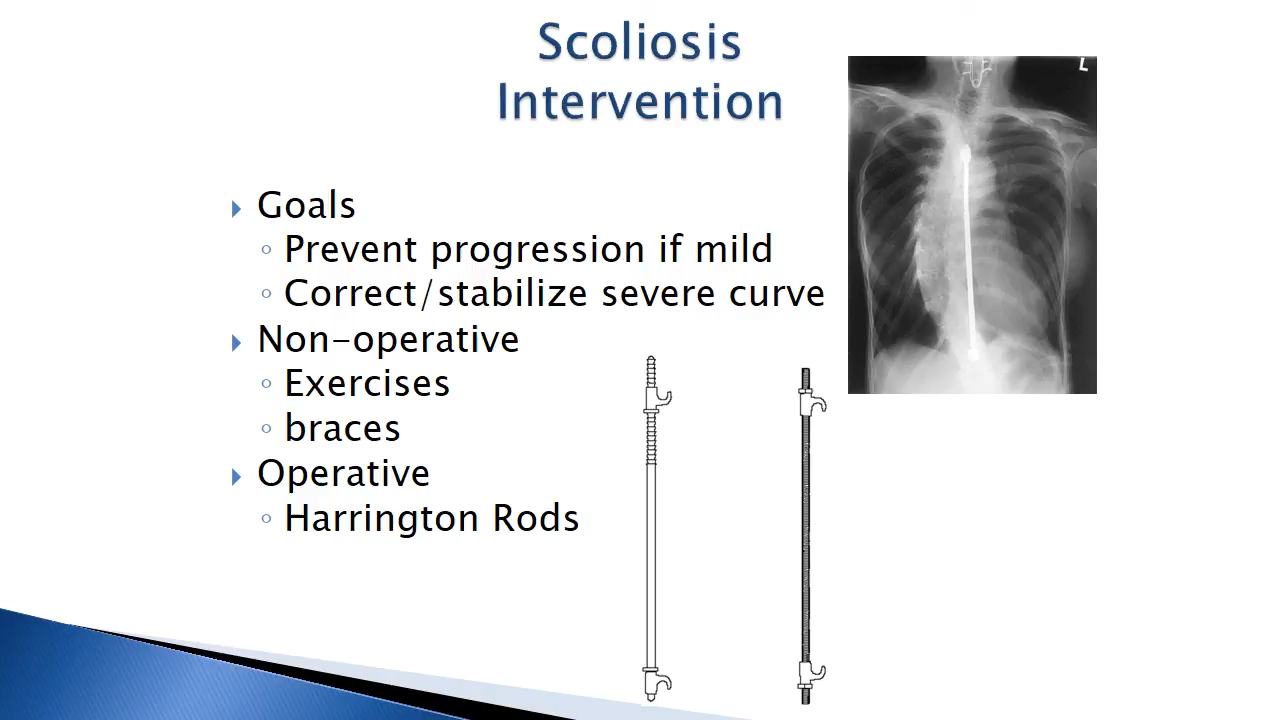 Scoliosis
Intervention
L
Goals
Prevent progression if mild
Correct/stabilize severe curve
Non-operative
Exercises
braces
Operative
Harrington Rods